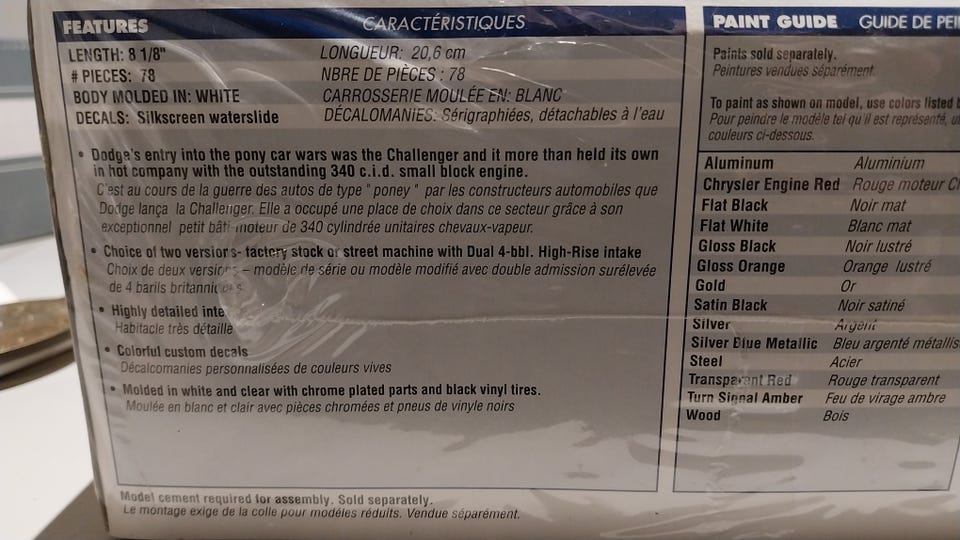 FEATURES CARACTÉRISTIQUES
LENGTH: 8 1/8" LONGUEUR: 20,6 cm
# PIECES: 78 NBRE DE PIÈCES : 78
BODY MOLDED IN: WHITE CARROSSERIE MOULÉE EN: BLANC
DECALS: Silkscreen waterslide DÉCALOMANIES: Sérigraphiées, détachables à l'eau
• Dodge's entry into the pony car wars was the Challenger and it more than held its own
in hot company with the outstanding 340 c.i.d. small block engine.
C'est au cours de la guerre des autos de type "poney" par les constructeurs automobiles que
Dodge lança la Challenger. Elle a occupé une place de choix dans ce secteur grâce à son
exceptionnel petit bâti-moteur de 340 cylindrée unitaires chevaux-vapeur.
• Choice of two versions- factory stock or street machine with Dual 4-bbl. High-Rise intake
Choix de deux versions – modèle de série ou modèle modifié avec double admission surélevée
de 4 barils britanniques
• Highly detailed inte
Habitacle très détaillé
• Colorful custom decals
Décalcomanies personnalisées de couleurs vives
• Molded in white and clear with chrome plated parts and black vinyl tires.
Moulée en blanc et clair avec pièces chromées et pneus de vinyle noirs
Model cement required for assembly. Sold separately.
Le montage exige de la colle pour modèles réduits. Vendue séparément.
PAINT GUIDE GUIDE DE PEI
Paints sold separately.
Peintures vendues séparément.
To paint as shown on model, use colors listed b
Pour peindre le modèle tel qu'il est représenté, ut
couleurs ci-dessous.
Aluminum Aluminium
Chrysler Engine Red Rouge moteur C
Flat Black Noir mat
Flat White Blanc mat
Gloss Black Noir lustré
Gloss Orange Orange lustré
Gold Or
Satin Black Noir satiné
Silver Argent
Silver Blue Metallic Bleu argenté métallis
Steel Acier
Transparent Red Rouge transparent
Turn Signal Amber Feu de virage ambre
Wood Bois